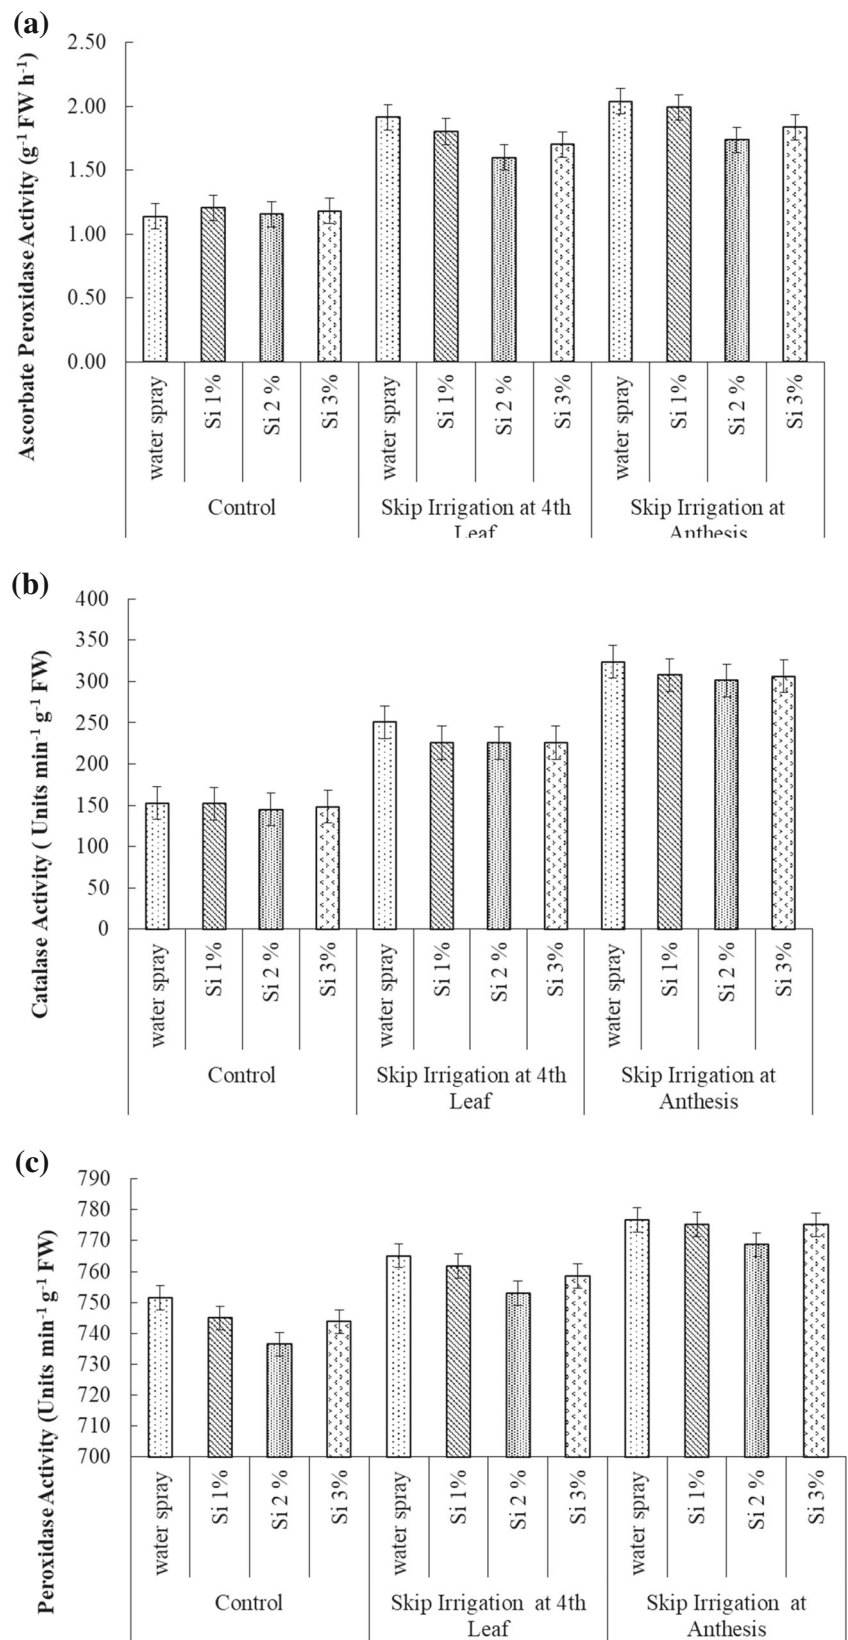 (a)
Ascorbate Peroxidase Activity (g⁻¹ FW h⁻¹)
2.50
2.00
1.50
1.00
0.50
0.00
water spray
Si 1%
Si 2 %
Si 3%
water spray
Si 1%
Si 2 %
Si 3%
water spray
Si 1%
Si 2 %
Si 3%
Control
Skip Irrigation at 4th
Leaf
Skip Irrigation at
Anthesis
(b)
Catalase Activity ( Units min⁻¹ g⁻¹ FW)
400
350
300
250
200
150
100
50
0
water spray
Si 1%
Si 2 %
Si 3%
water spray
Si 1%
Si 2 %
Si 3%
water spray
Si 1%
Si 2 %
Si 3%
Control
Skip Irrigation at 4th
Leaf
Skip Irrigation at
Anthesis
(c)
Peroxidase Activity (Units min⁻¹ g⁻¹ FW)
790
780
770
760
750
740
730
720
710
700
water spray
Si 1%
Si 2 %
Si 3%
water spray
Si 1%
Si 2 %
Si 3%
water spray
Si 1%
Si 2 %
Si 3%
Control
Skip Irrigation at 4th
Leaf
Skip Irrigation at
Anthesis